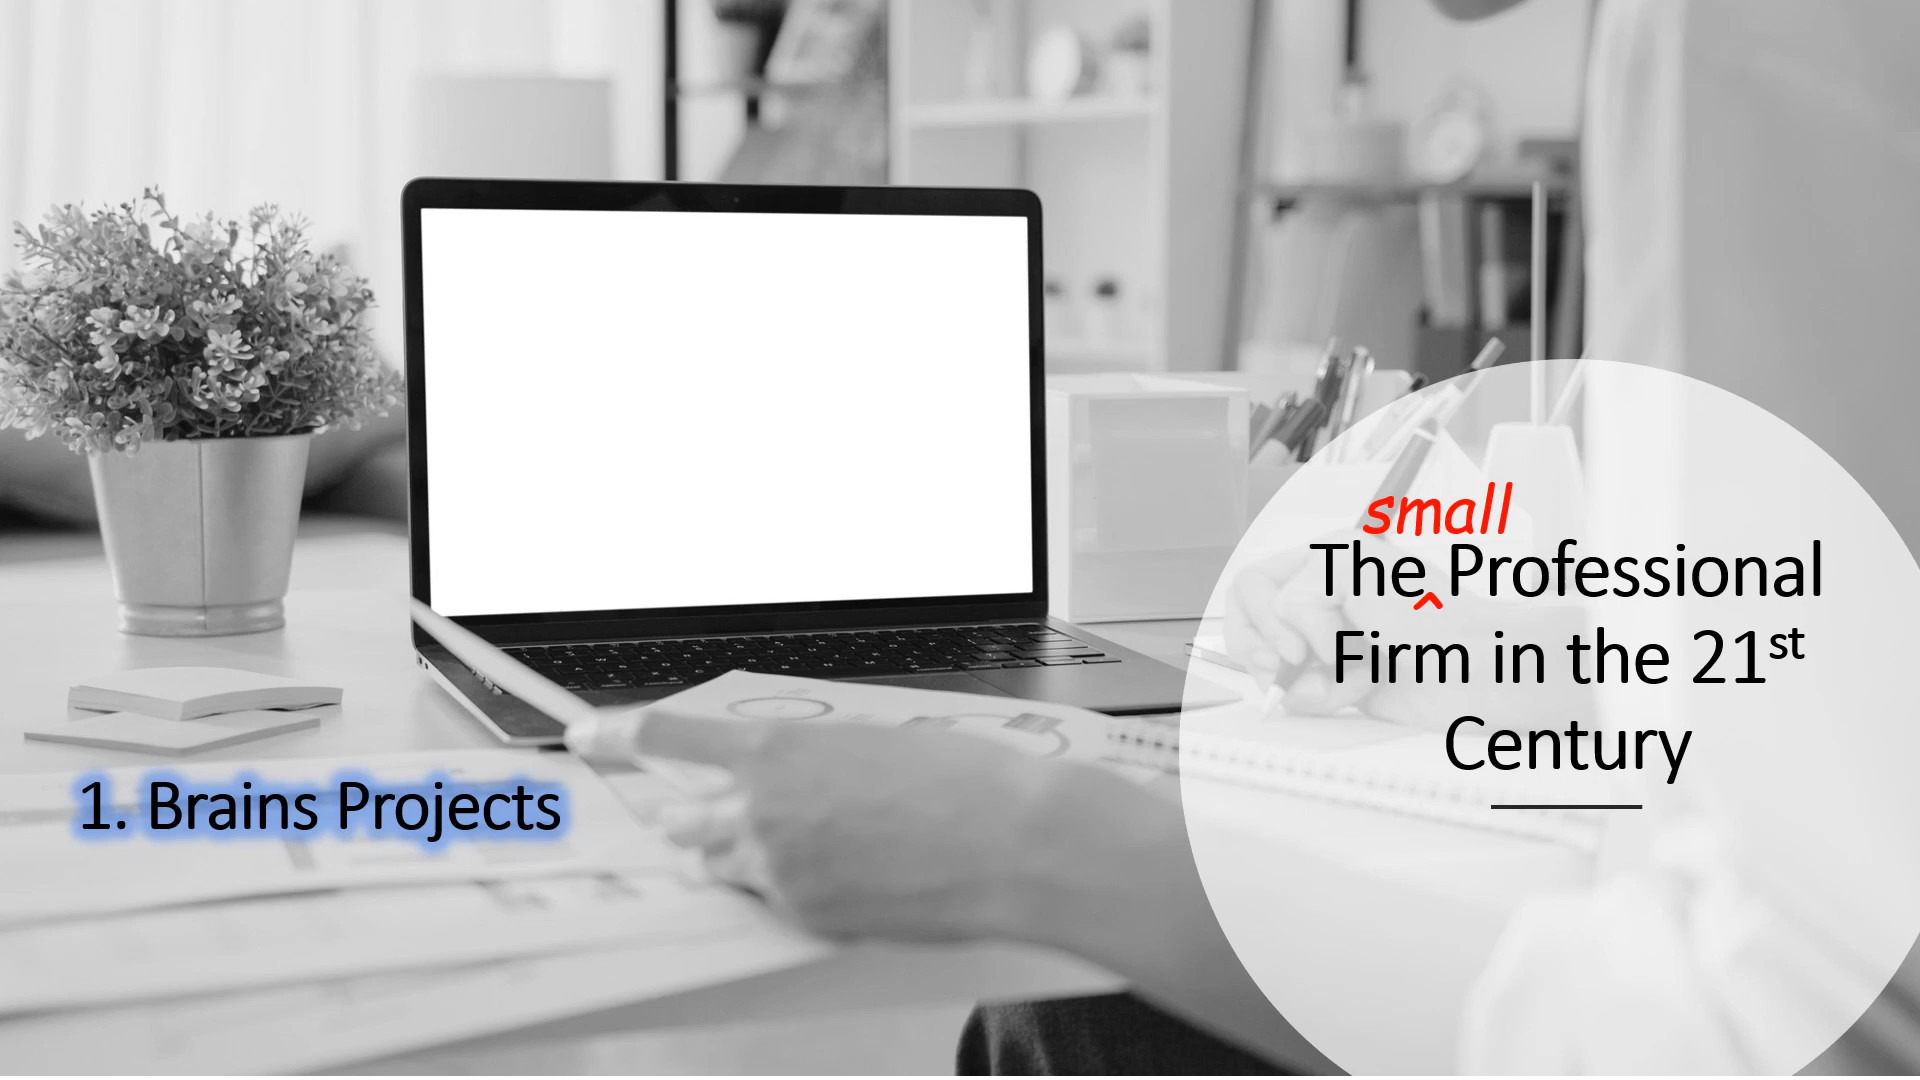 small
The ^ Professional
Firm in the 21st
Century
1. Brains Projects